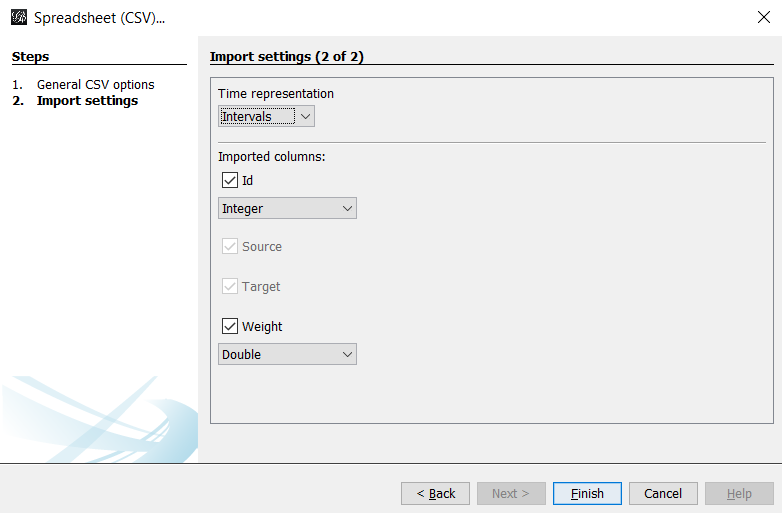 Spreadsheet (CSV)...
Steps
1. General CSV options
2. Import settings
Import settings (2 of 2)
Time representation
Intervals
Imported columns:
Id
Integer
Source
Target
Weight
Double
< Back
Next >
Finish
Cancel
Help